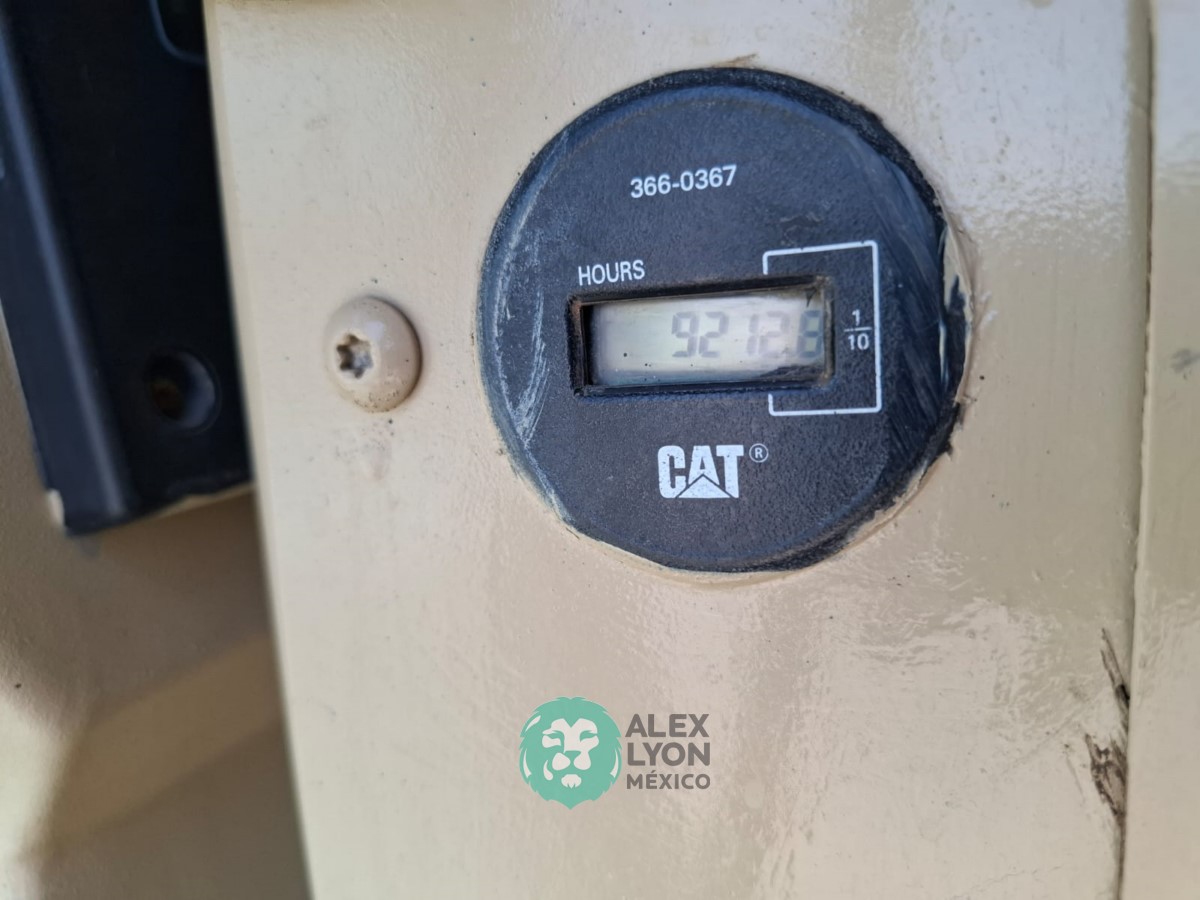 366-0367
HOURS
9212.8
1/10
CAT®
ALEX
LYON
MÉXICO